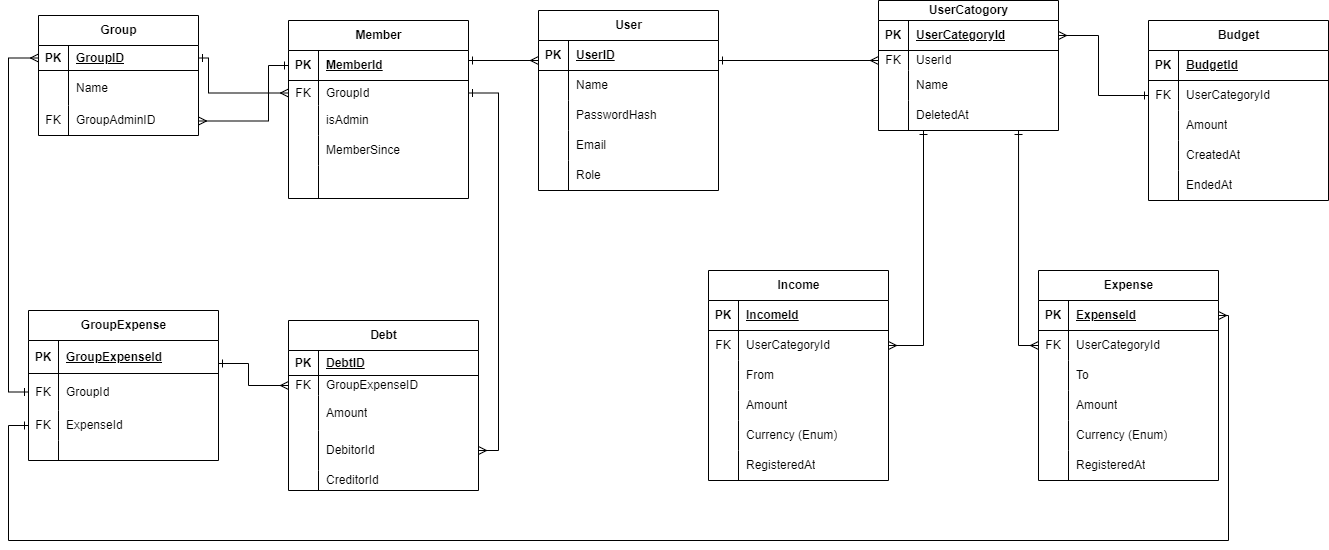 Group
PK GroupID
Name
FK GroupAdminID
Member
PK MemberId
FK GroupId
isAdmin
MemberSince
User
PK UserID
Name
PasswordHash
Email
Role
UserCatogory
PK UserCategoryId
FK UserId
Name
DeletedAt
Budget
PK BudgetId
FK UserCategoryId
Amount
CreatedAt
EndedAt
GroupExpense
PK GroupExpenseId
FK GroupId
FK ExpenseId
Debt
PK DebtID
FK GroupExpenseID
Amount
DebitorId
CreditorId
Income
PK IncomeId
FK UserCategoryId
From
Amount
Currency (Enum)
RegisteredAt
Expense
PK ExpenseId
FK UserCategoryId
To
Amount
Currency (Enum)
RegisteredAt